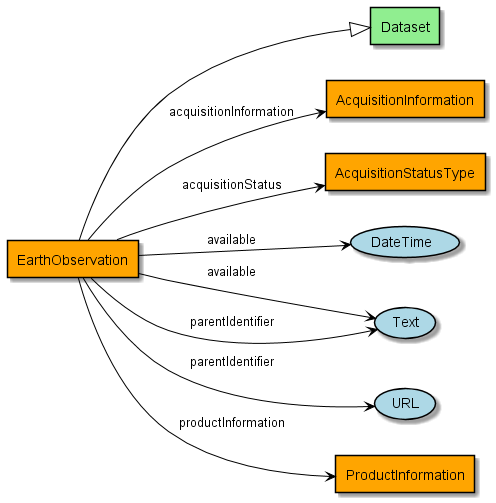 Dataset
acquisitionInformation
AcquisitionInformation
acquisitionStatus
AcquisitionStatusType
available
DateTime
EarthObservation
available
parentIdentifier
Text
parentIdentifier
URL
productInformation
ProductInformation